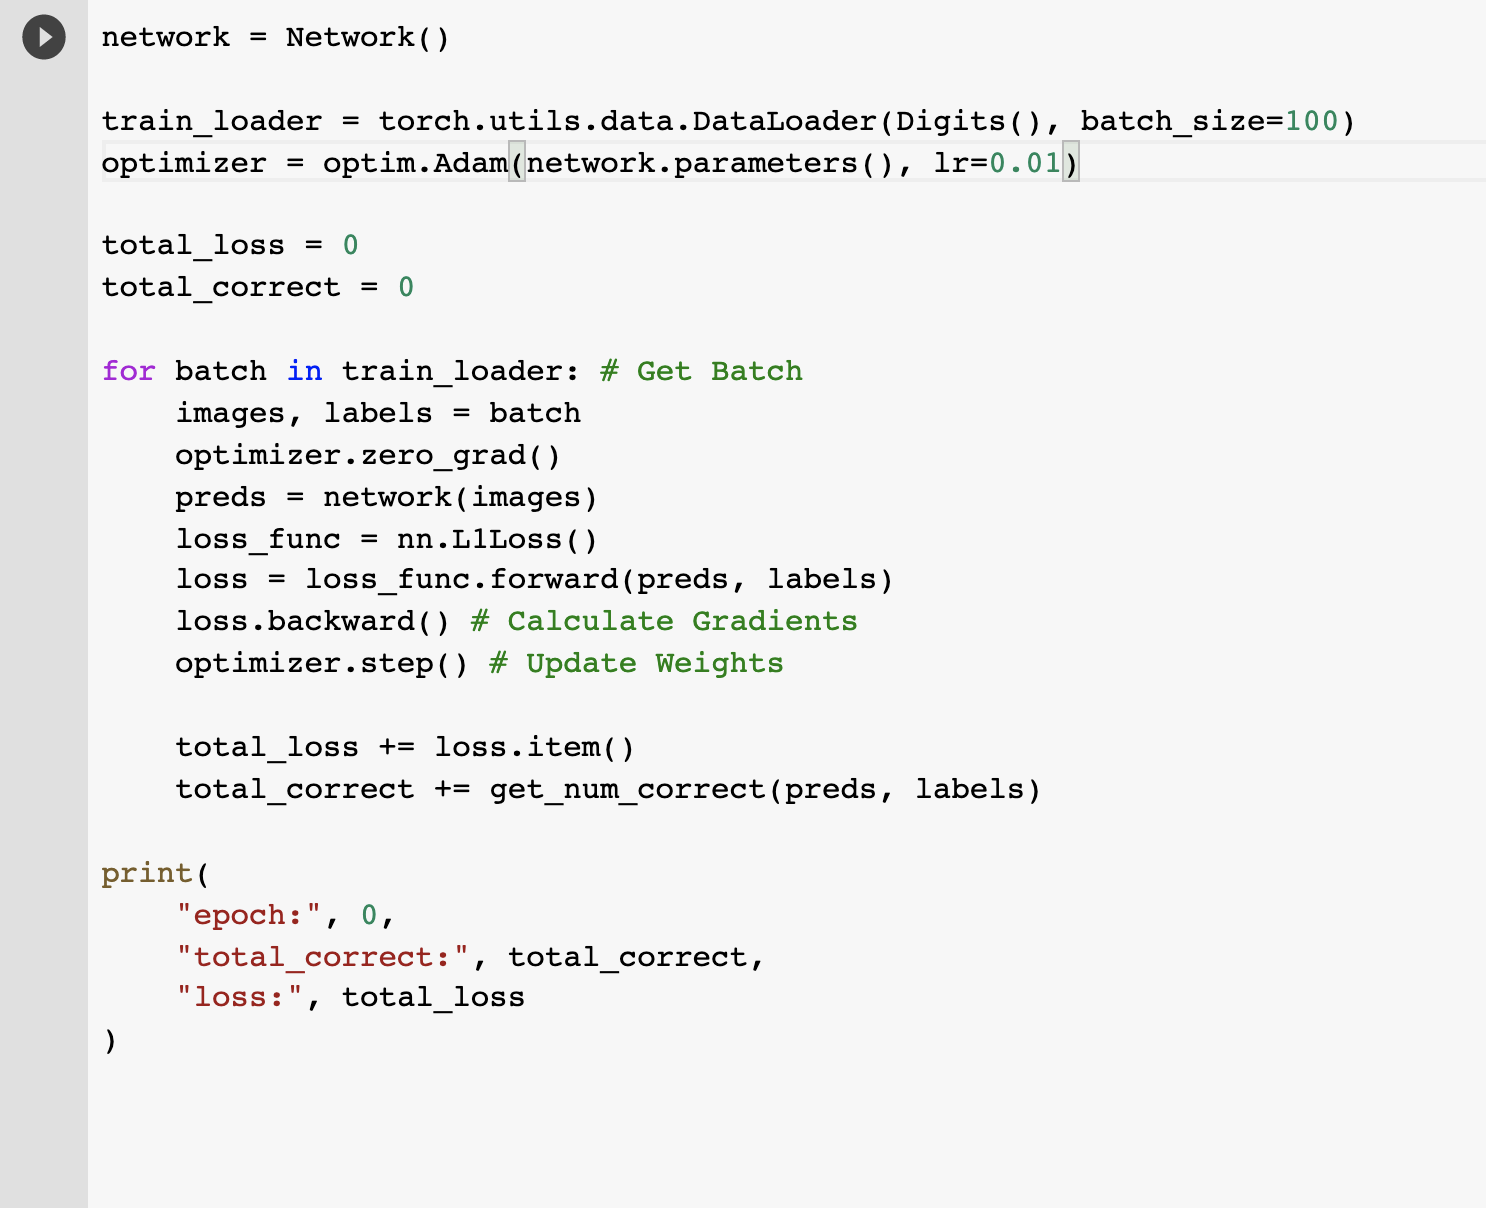 network = Network()
train_loader = torch.utils.data.DataLoader(Digits(), batch_size=100)
optimizer = optim.Adam(network.parameters(), lr=0.01)
total_loss = 0
total_correct = 0
for batch in train_loader: # Get Batch
    images, labels = batch
    optimizer.zero_grad()
    preds = network(images)
    loss_func = nn.L1Loss()
    loss = loss_func.forward(preds, labels)
    loss.backward() # Calculate Gradients
    optimizer.step() # Update Weights
    total_loss += loss.item()
    total_correct += get_num_correct(preds, labels)
print(
    "epoch:", 0,
    "total_correct:", total_correct,
    "loss:", total_loss
)